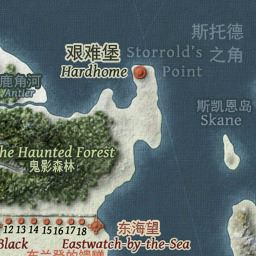 斯托德
艰难堡
Storrold's
之角
Hardhome
Point
鹿角河
Antler
斯凯恩岛
Skane
The Haunted Forest
鬼影森林
12 13 14 15 16 17 18
东海望
Black
Eastwatch-by-the-Sea